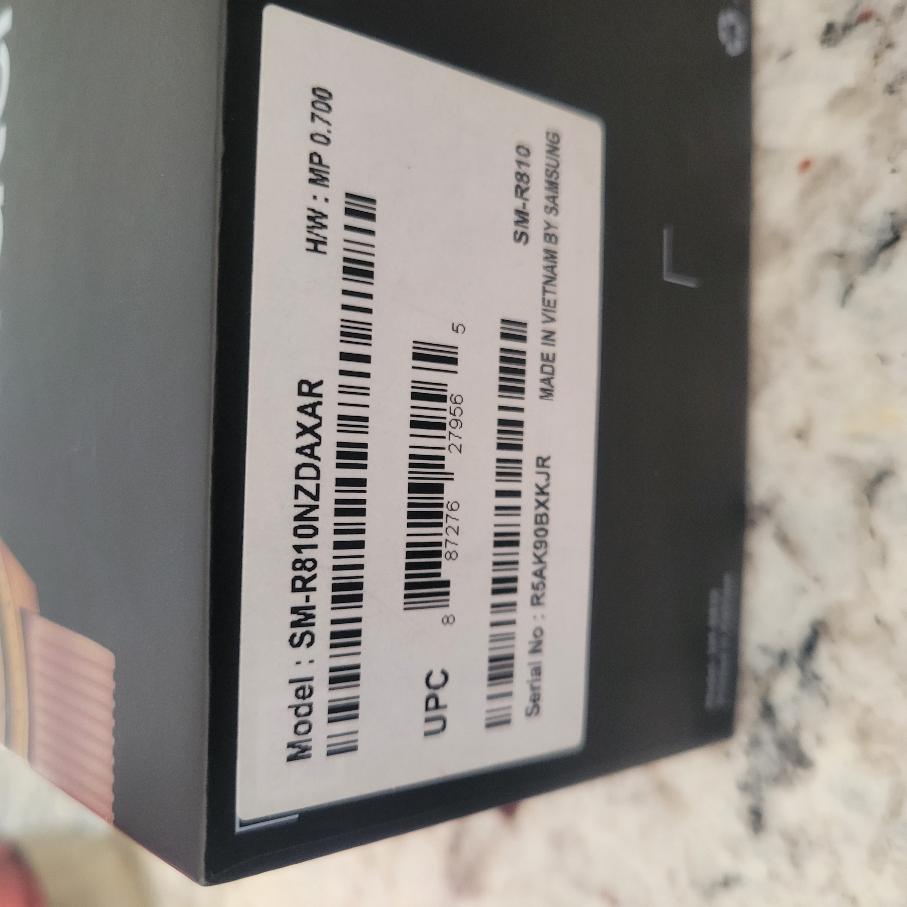 Model : SM-R810NZDAXAR
H/W : MP 0.700
UPC
8 87276 27956 5
SM-R810
Serial No : R5AK90BXKJR
MADE IN VIETNAM BY SAMSUNG